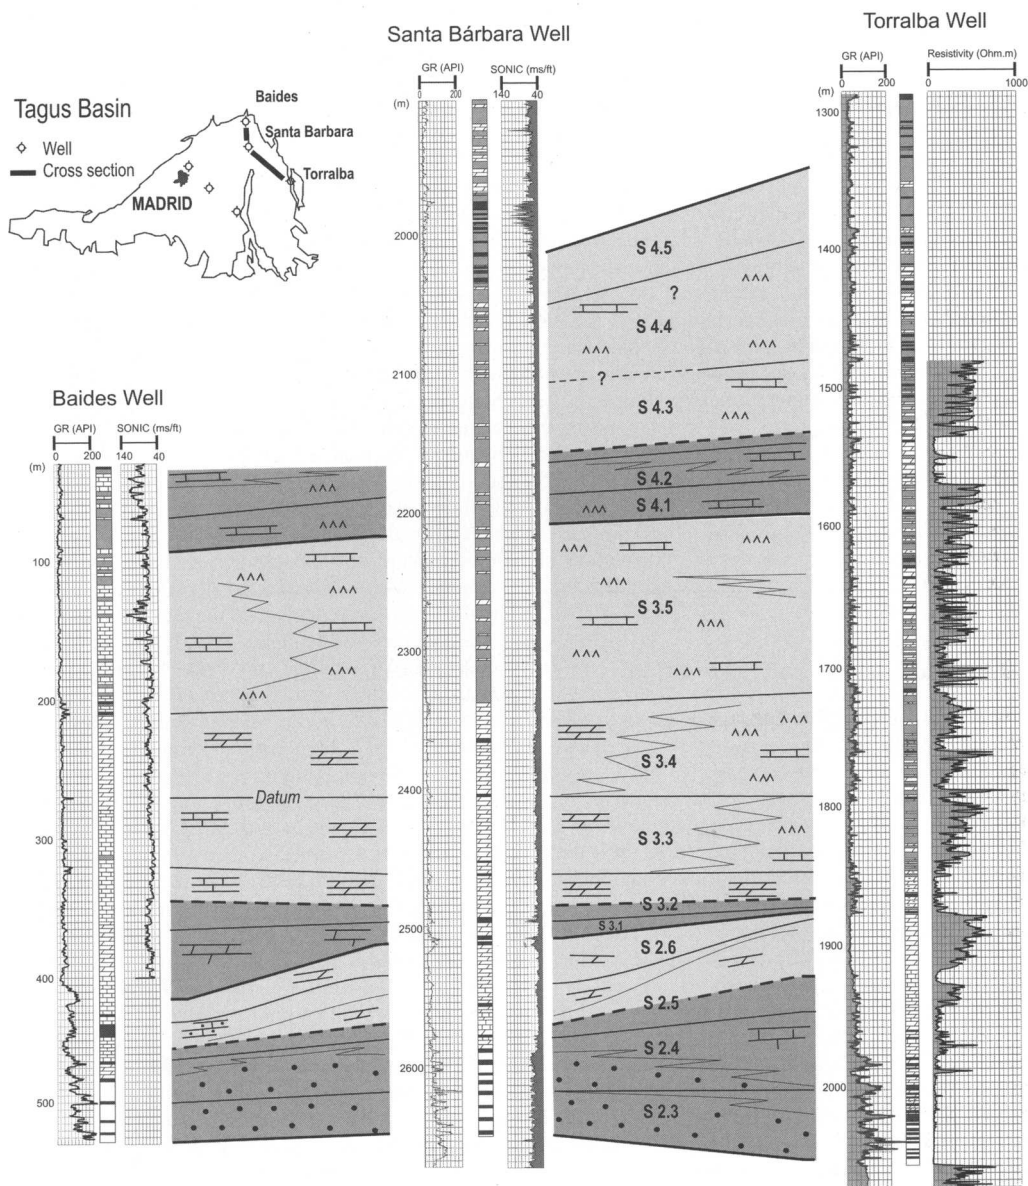 Santa Bárbara Well
Torralba Well
GR (API)
0 200
SONIC (ms/ft)
140 40
GR (API)
0 200
Resistivity (Ohm.m)
0 1000
Tagus Basin
Well
Cross section
Baides
Santa Barbara
Torralba
MADRID
Baides Well
GR (API)
0 200
SONIC (ms/ft)
140 40
(m)
100
200
300
400
500
Datum
(m)
2000
2100
2200
2300
2400
2500
2600
S 4.5
?
S 4.4
?
S 4.3
S 4.2
S 4.1
S 3.5
S 3.4
S 3.3
S 3.2
S 3.1
S 2.6
S 2.5
S 2.4
S 2.3
(m)
1300
1400
1500
1600
1700
1800
1900
2000